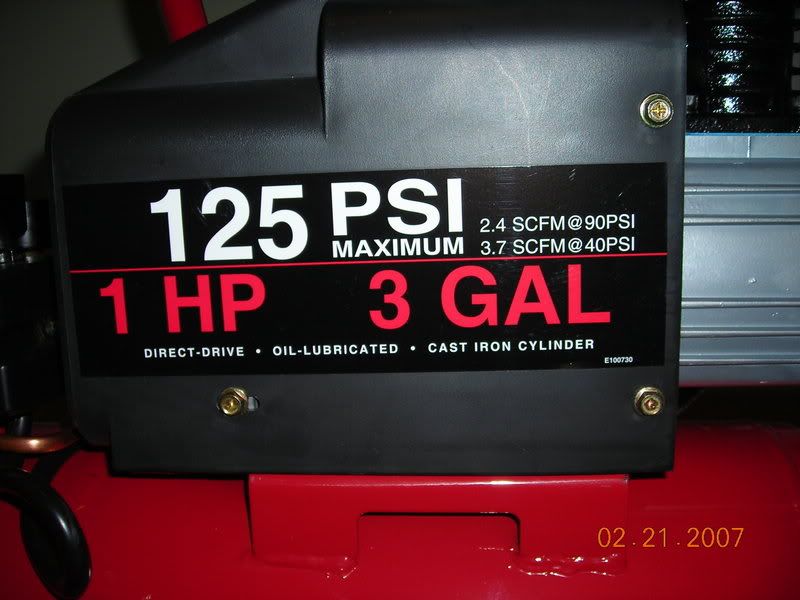 125 PSI MAXIMUM
2.4 SCFM@90PSI
3.7 SCFM@40PSI
1 HP 3 GAL
DIRECT-DRIVE • OIL-LUBRICATED • CAST IRON CYLINDER
E100730
02.21.2007